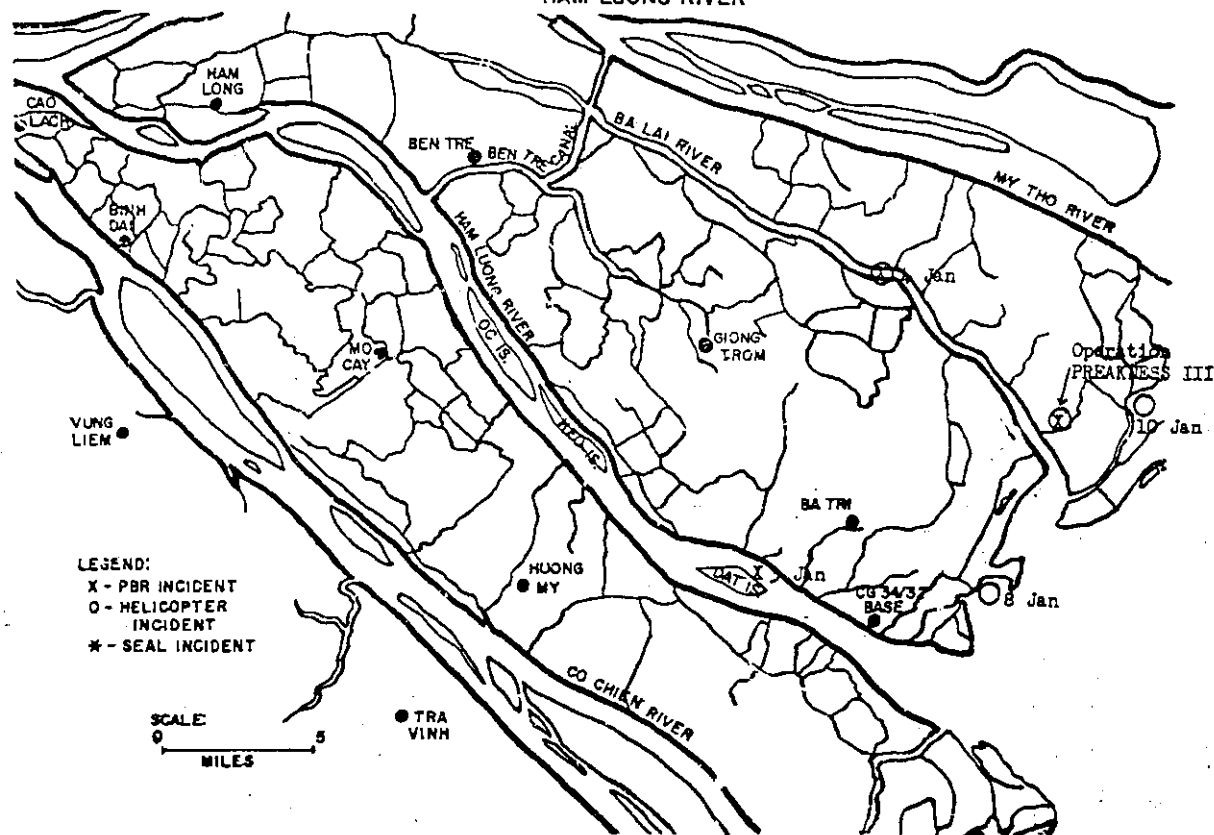 HAM LUONG RIVER
HAM
LONG
CAO
LACH
BEN TRE
BEN TRE CANAL
BA LAI RIVER
MY THO RIVER
BINH
DAI
HAM LUONG RIVER
Jan
OC IS.
GIONG
TROM
MO
CAY
Operation
PREAKNESS III
X
10 Jan
VUNG
LIEM
IS.
BA TRI
LEGEND:
X - PBR INCIDENT
O - HELICOPTER
INCIDENT
* - SEAL INCIDENT
HUONG
MY
DAT IS.
X
Jan
CG 34/37
BASE
8 Jan
CO CHIEN RIVER
SCALE:
0 5
MILES
TRA
VINH